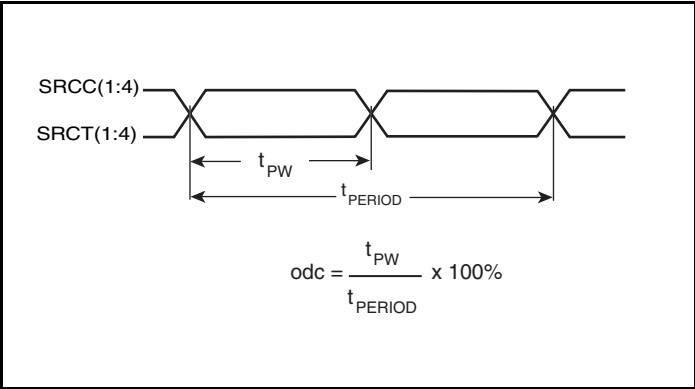 SRCC(1:4)
SRCT(1:4)
tPW
tPERIOD
odc = tPW / tPERIOD x 100%